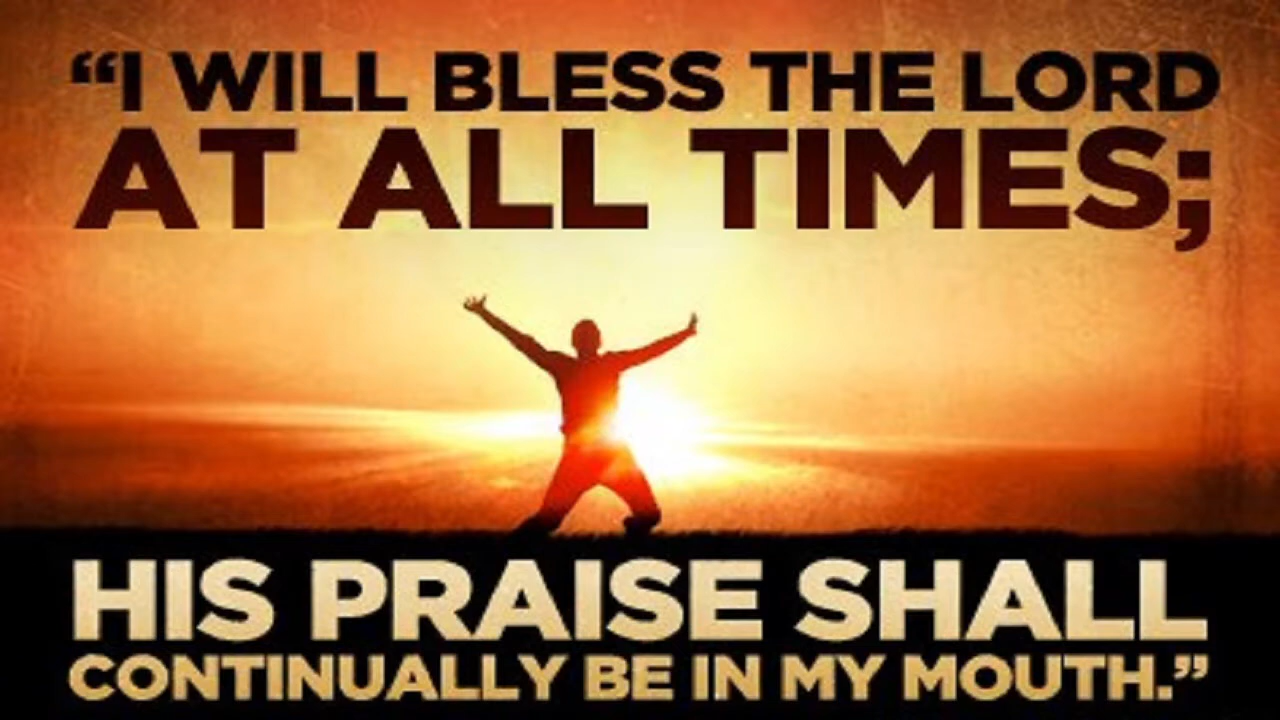 “I WILL BLESS THE LORD
AT ALL TIMES;
HIS PRAISE SHALL
CONTINUALLY BE IN MY MOUTH.”